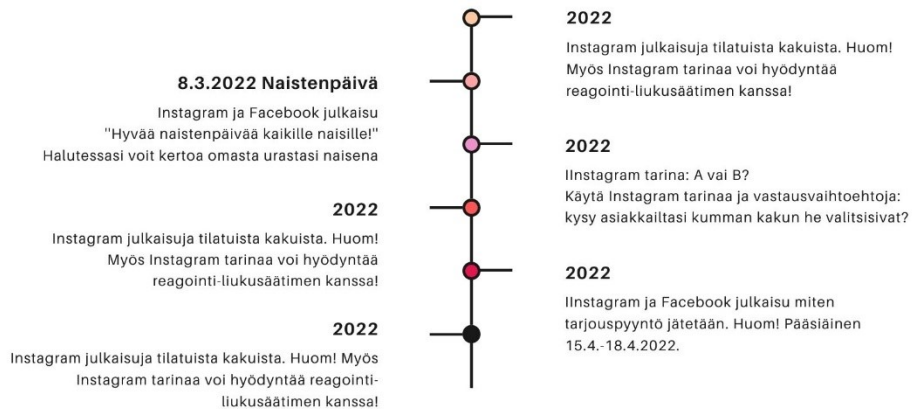 2022
Instagram julkaisuja tilatuista kakuista. Huom!
Myös Instagram tarinaa voi hyödyntää
reagointi-liukusäätimen kanssa!
8.3.2022 Naistenpäivä
Instagram ja Facebook julkaisu
"Hyvää naistenpäivää kaikille naisille!"
Halutessasi voit kertoa omasta urastasi naisena
2022
IInstagram tarina: A vai B?
Käytä Instagram tarinaa ja vastausvaihtoehtoja:
kysy asiakkailtasi kumman kakun he valitsisivat?
2022
Instagram julkaisuja tilatuista kakuista. Huom!
Myös Instagram tarinaa voi hyödyntää
reagointi-liukusäätimen kanssa!
2022
IInstagram ja Facebook julkaisu miten
tarjouspyyntö jätetään. Huom! Pääsiäinen
15.4.-18.4.2022.
2022
Instagram julkaisuja tilatuista kakuista. Huom! Myös
Instagram tarinaa voi hyödyntää reagointi-
liukusäätimen kanssa!